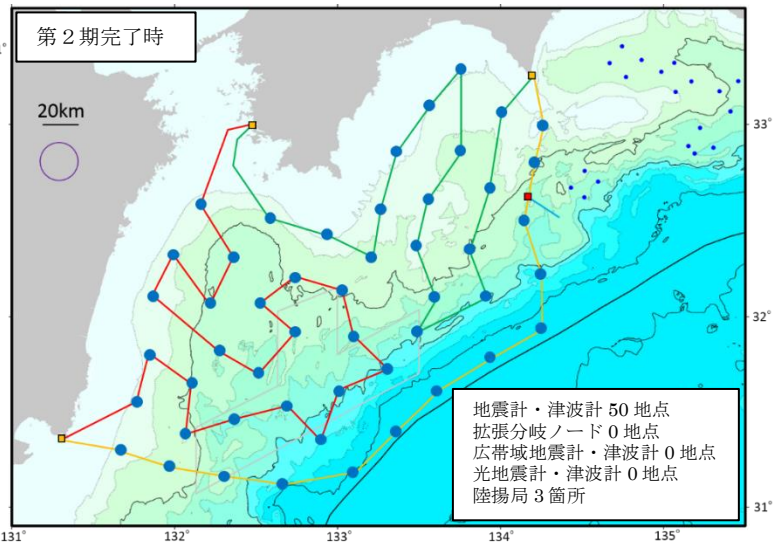 第２期完了時
20km
33°
32°
31°
131°
132°
133°
134°
135°
地震計・津波計 50 地点
拡張分岐ノード 0 地点
広帯域地震計・津波計 0 地点
光地震計・津波計 0 地点
陸揚局 3 箇所